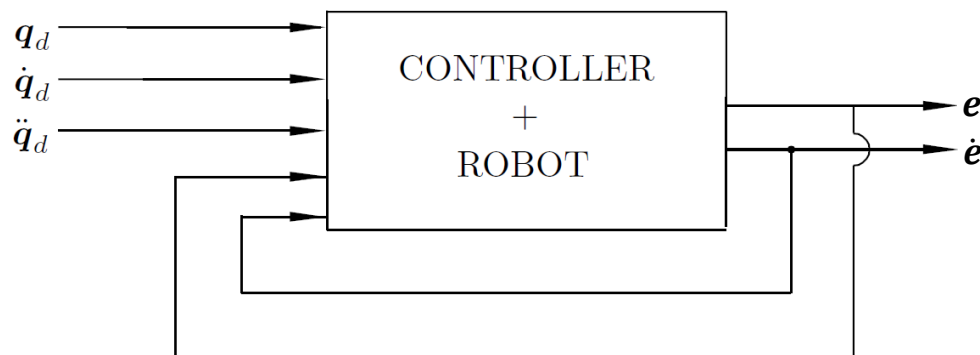 q_d
q̇_d
q̈_d
CONTROLLER
+
ROBOT
e
ė